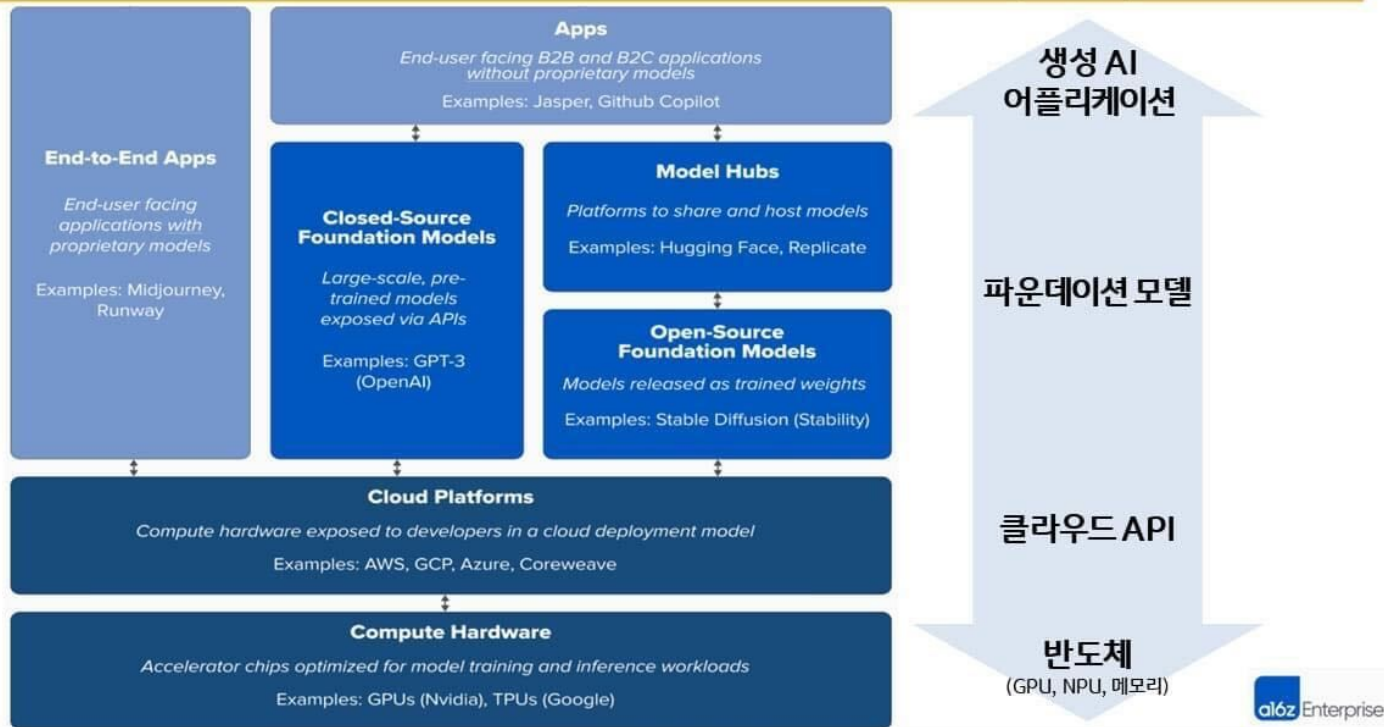 Apps
End-user facing B2B and B2C applications
without proprietary models
Examples: Jasper, Github Copilot
End-to-End Apps
End-user facing
applications with
proprietary models
Examples: Midjourney,
Runway
Closed-Source
Foundation Models
Large-scale, pre-
trained models
exposed via APIs
Examples: GPT-3
(OpenAI)
Model Hubs
Platforms to share and host models
Examples: Hugging Face, Replicate
Open-Source
Foundation Models
Models released as trained weights
Examples: Stable Diffusion (Stability)
Cloud Platforms
Compute hardware exposed to developers in a cloud deployment model
Examples: AWS, GCP, Azure, Coreweave
Compute Hardware
Accelerator chips optimized for model training and inference workloads
Examples: GPUs (Nvidia), TPUs (Google)
생성 AI
어플리케이션
파운데이션 모델
클라우드 API
반도체
(GPU, NPU, 메모리)
a16z Enterprise